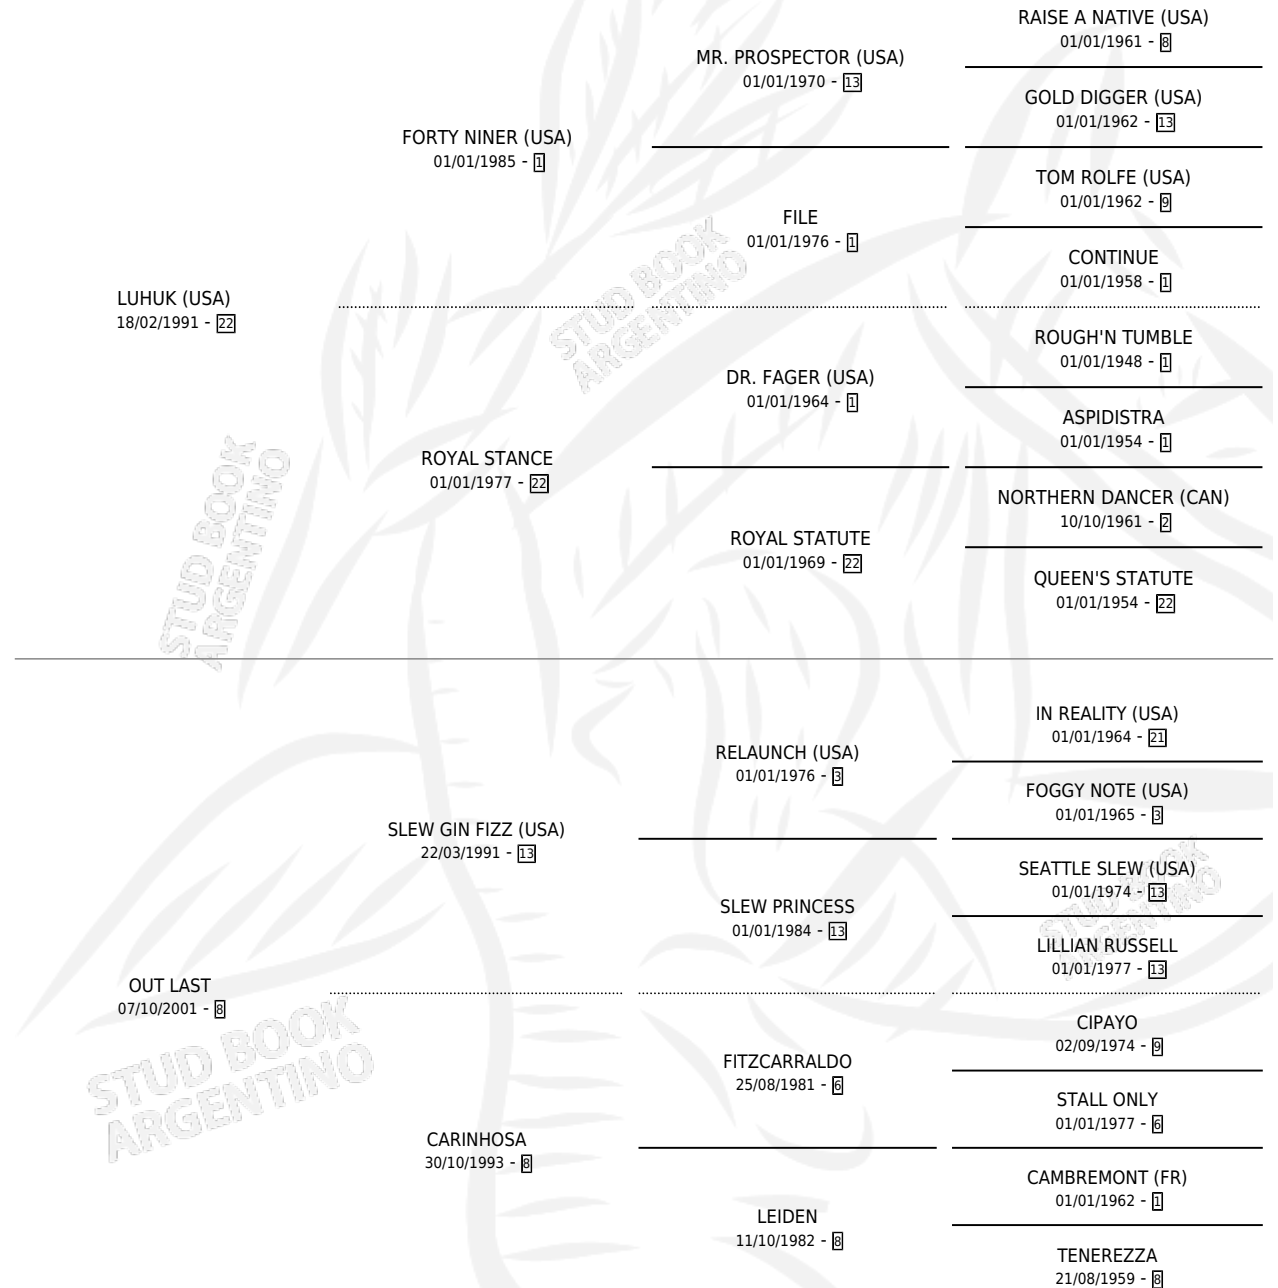 RAISE A NATIVE (USA)
01/01/1961 - 8
MR. PROSPECTOR (USA)
01/01/1970 - 13
GOLD DIGGER (USA)
01/01/1962 - 13
FORTY NINER (USA)
01/01/1985 - 1
TOM ROLFE (USA)
01/01/1962 - 9
FILE
01/01/1976 - 1
CONTINUE
01/01/1958 - 1
LUHUK (USA)
18/02/1991 - 22
ROUGH'N TUMBLE
01/01/1948 - 1
DR. FAGER (USA)
01/01/1964 - 1
ASPIDISTRA
01/01/1954 - 1
ROYAL STANCE
01/01/1977 - 22
NORTHERN DANCER (CAN)
10/10/1961 - 2
ROYAL STATUTE
01/01/1969 - 22
QUEEN'S STATUTE
01/01/1954 - 22
IN REALITY (USA)
01/01/1964 - 21
RELAUNCH (USA)
01/01/1976 - 3
FOGGY NOTE (USA)
01/01/1965 - 3
SLEW GIN FIZZ (USA)
22/03/1991 - 13
SEATTLE SLEW (USA)
01/01/1974 - 13
SLEW PRINCESS
01/01/1984 - 13
LILLIAN RUSSELL
01/01/1977 - 13
OUT LAST
07/10/2001 - 8
CIPAYO
02/09/1974 - 9
FITZCARRALDO
25/08/1981 - 6
STALL ONLY
01/01/1977 - 6
CARINHOSA
30/10/1993 - 8
CAMBREMONT (FR)
01/01/1962 - 1
LEIDEN
11/10/1982 - 8
TENEREZZA
21/08/1959 - 8
STUD BOOK
ARGENTINO
STUD BOOK
ARGENTINO
STUD BOOK
ARGENTINO
STUD BOOK
ARGENTINO